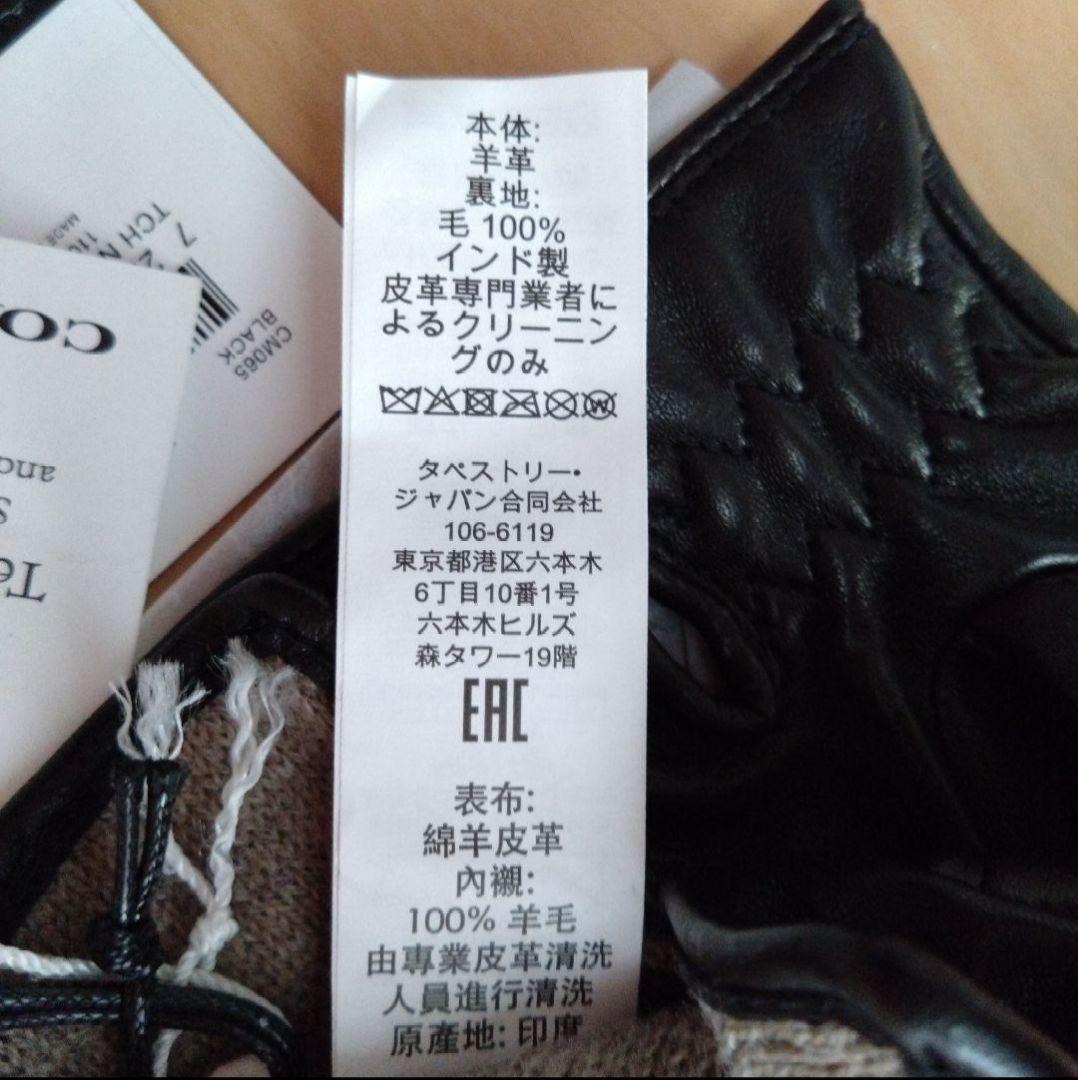 本体:
羊革
裏地:
毛 100%
インド製
皮革専門業者に
よるクリーニン
グのみ
W
タペストリー・
ジャパン合同会社
106-6119
東京都港区六本木
6丁目10番1号
六本木ヒルズ
森タワー19階
EAC
表布:
綿羊皮革
內襯:
100% 羊毛
由專業皮革清洗
人員進行清洗
原產地: 印度
TCH
MADE
CM065
BLACK
CO
and
S